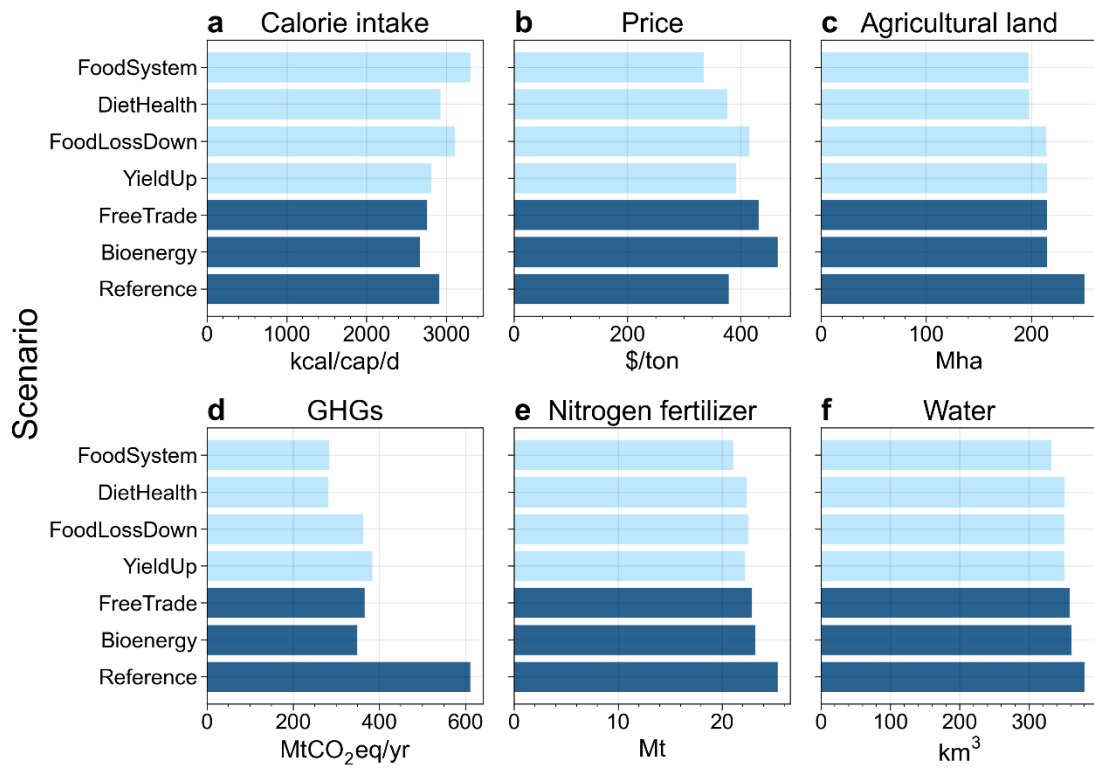 a Calorie intake
b Price
c Agricultural land
FoodSystem
DietHealth
FoodLossDown
YieldUp
FreeTrade
Bioenergy
Reference
0 1000 2000 3000
kcal/cap/d
0 200 400
$/ton
0 100 200
Mha
Scenario
d GHGs
e Nitrogen fertilizer
f Water
FoodSystem
DietHealth
FoodLossDown
YieldUp
FreeTrade
Bioenergy
Reference
0 200 400 600
MtCO₂eq/yr
0 10 20
Mt
0 100 200 300
km³